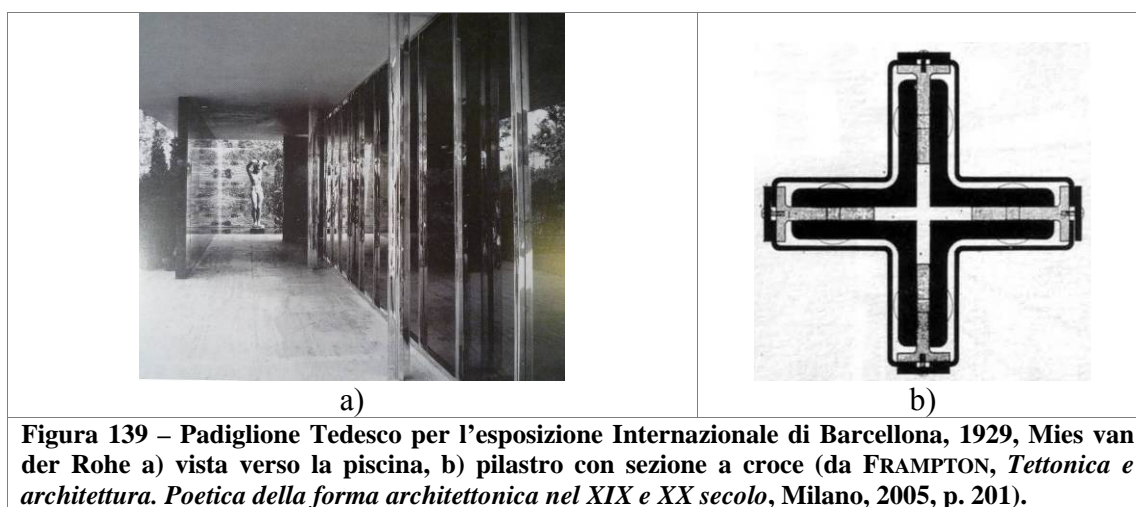 a)
b)
Figura 139 – Padiglione Tedesco per l’esposizione Internazionale di Barcellona, 1929, Mies van
der Rohe a) vista verso la piscina, b) pilastro con sezione a croce (da FRAMPTON, Tettonica e
architettura. Poetica della forma architettonica nel XIX e XX secolo, Milano, 2005, p. 201).